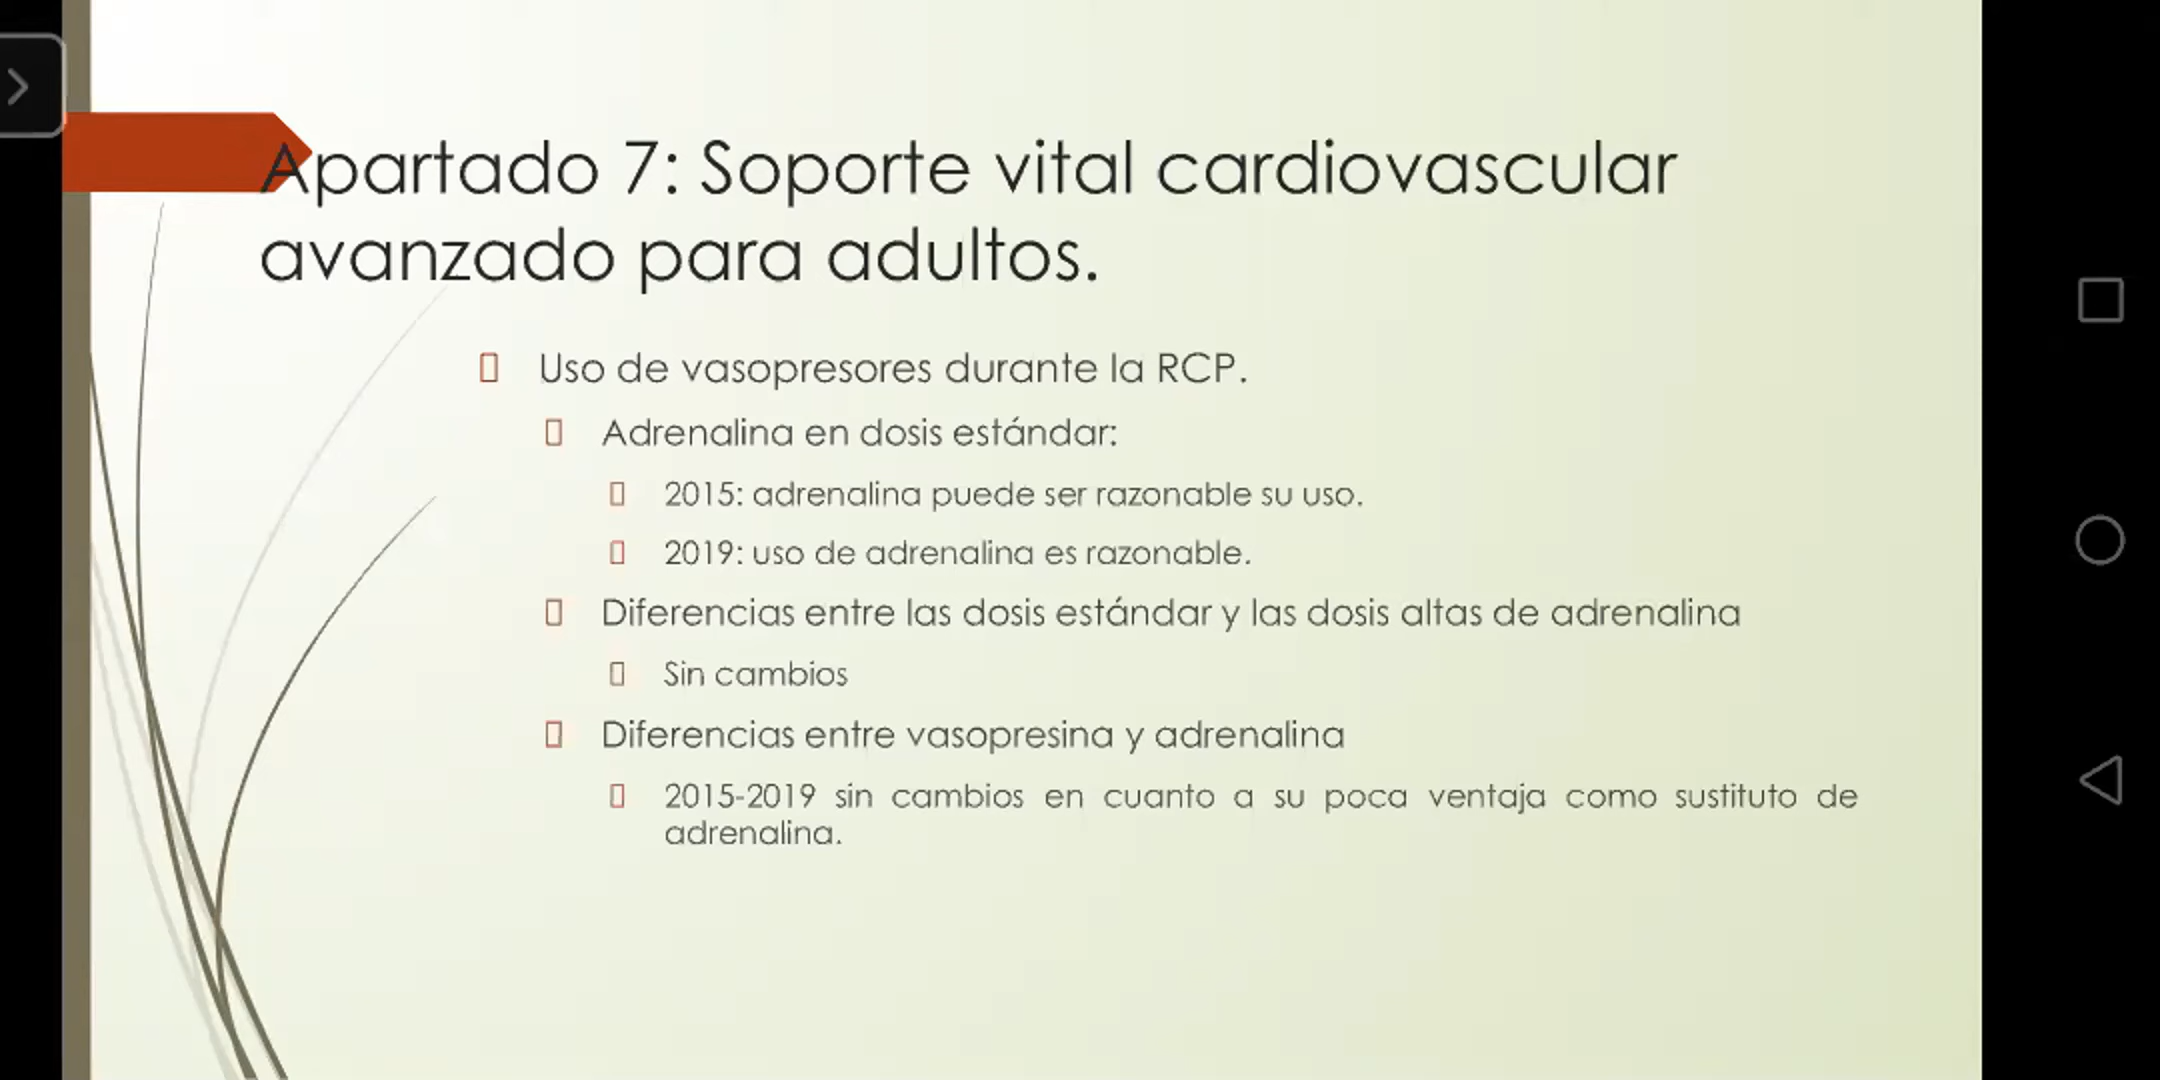 Apartado 7: Soporte vital cardiovascular
avanzado para adultos.
Uso de vasopresores durante la RCP.
Adrenalina en dosis estándar:
2015: adrenalina puede ser razonable su uso.
2019: uso de adrenalina es razonable.
Diferencias entre las dosis estándar y las dosis altas de adrenalina
Sin cambios
Diferencias entre vasopresina y adrenalina
2015-2019 sin cambios en cuanto a su poca ventaja como sustituto de
adrenalina.